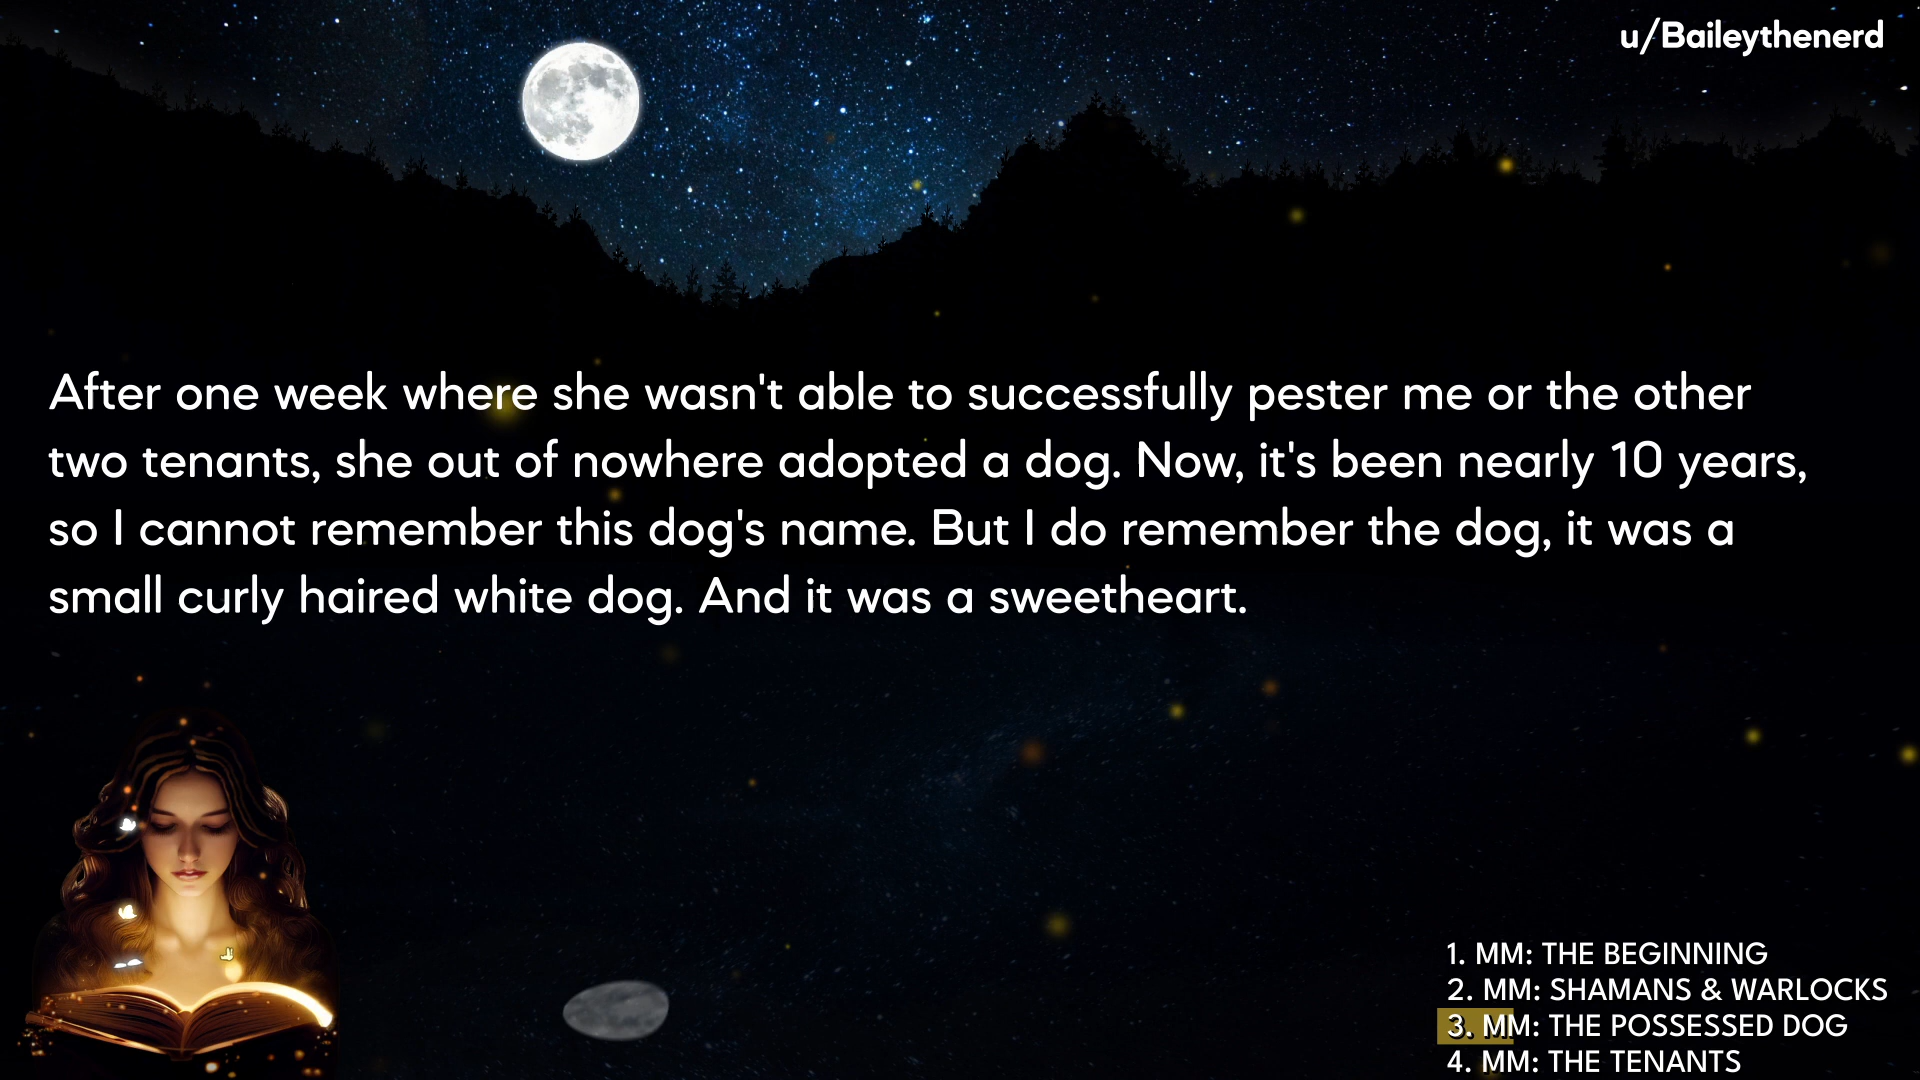 u/Baileythenerd
After one week where she wasn't able to successfully pester me or the other
two tenants, she out of nowhere adopted a dog. Now, it's been nearly 10 years,
so I cannot remember this dog's name. But I do remember the dog, it was a
small curly haired white dog. And it was a sweetheart.
1. MM: THE BEGINNING
2. MM: SHAMANS & WARLOCKS
3. MM: THE POSSESSED DOG
4. MM: THE TENANTS